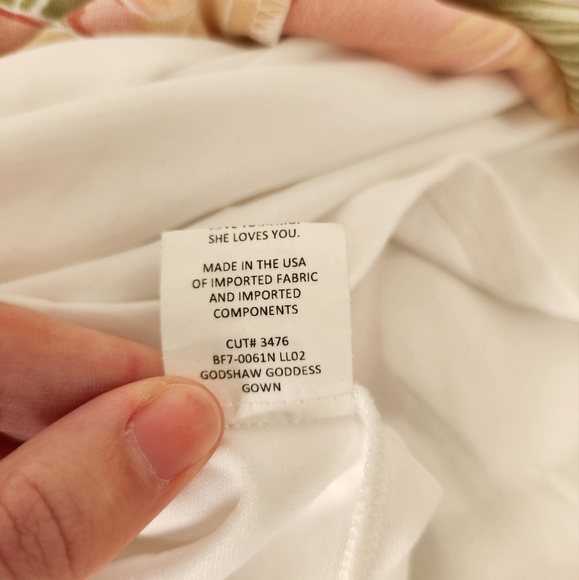 SHE LOVES YOU.
MADE IN THE USA
OF IMPORTED FABRIC
AND IMPORTED
COMPONENTS
CUT# 3476
BF7-0061N LL02
GODSHAW GODDESS
GOWN